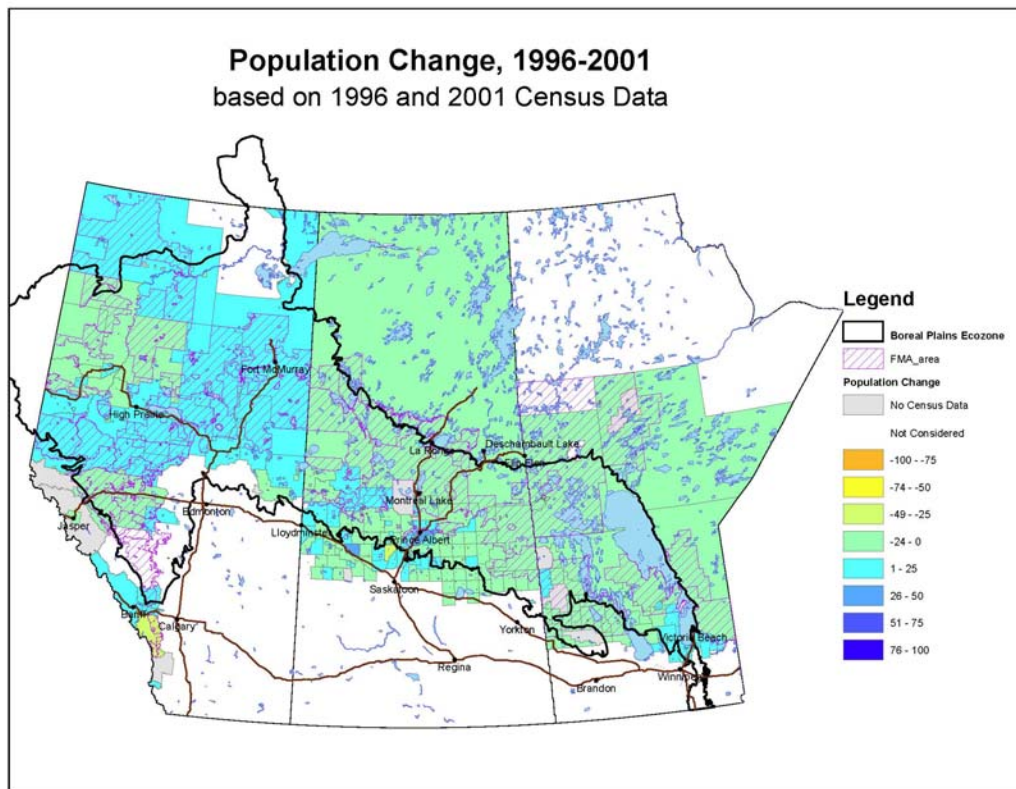 Population Change, 1996-2001
based on 1996 and 2001 Census Data
Fort McMurray
High Prairie
La Ronge
Deschambault Lake
Flin Flon
Montreal Lake
Jasper
Edmonton
Lloydminster
Prince Albert
Saskatoon
Banff
Calgary
Yorkton
Victoria Beach
Regina
Brandon
Winnipeg
Legend
Boreal Plains Ecozone
FMA_area
Population Change
No Census Data
Not Considered
-100 - -75
-74 - -50
-49 - -25
-24 - 0
1 - 25
26 - 50
51 - 75
76 - 100